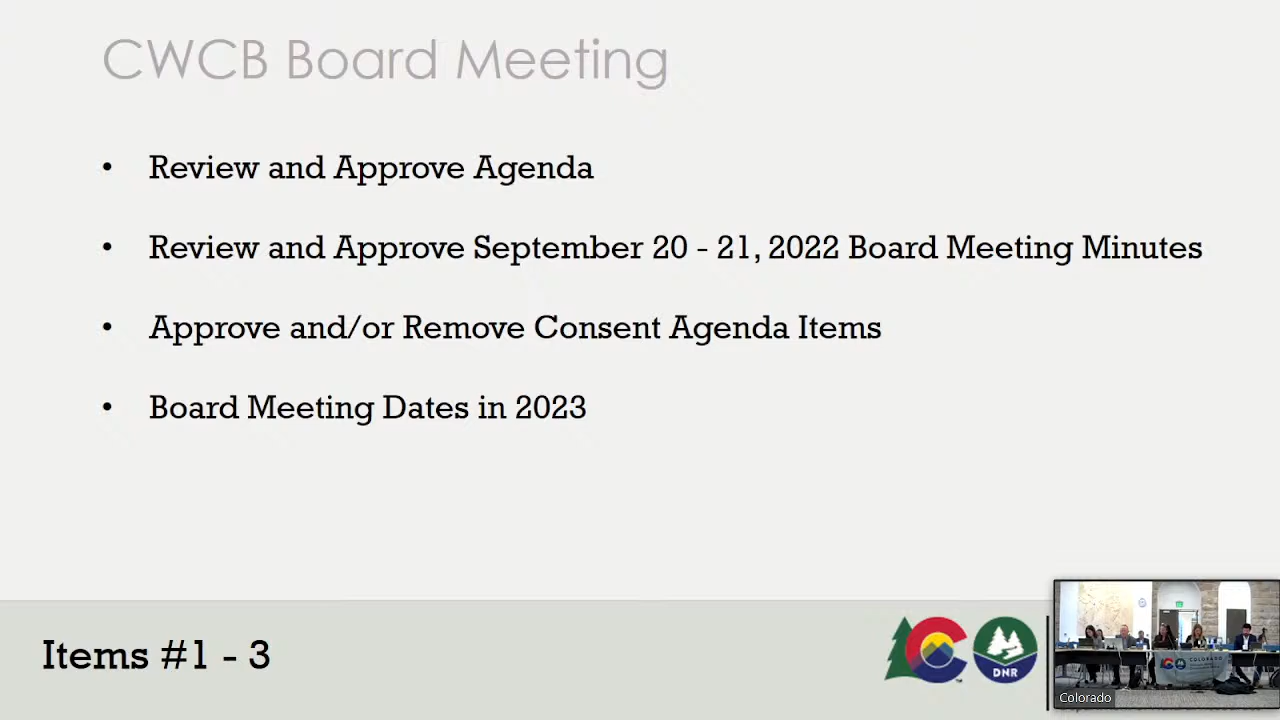 CWCB Board Meeting
• Review and Approve Agenda
• Review and Approve September 20 - 21, 2022 Board Meeting Minutes
• Approve and/or Remove Consent Agenda Items
• Board Meeting Dates in 2023
Items #1 - 3
DNR
COLORADO
Colorado